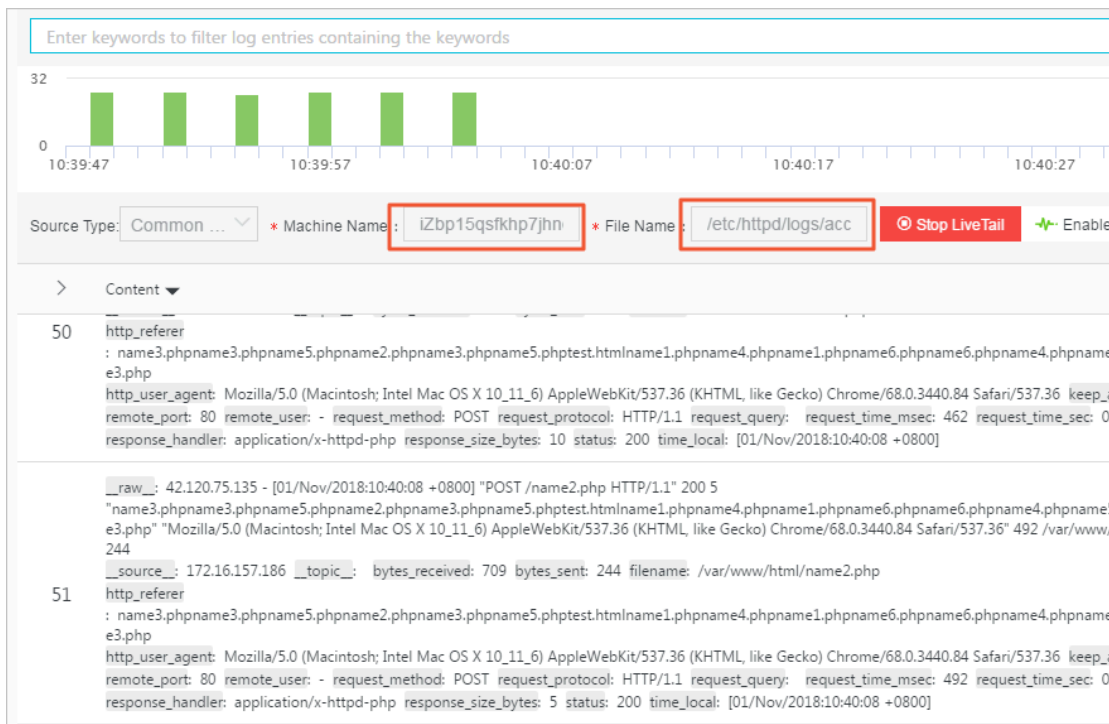 Enter keywords to filter log entries containing the keywords
32
0
10:39:47 10:39:57 10:40:07 10:40:17 10:40:27
Source Type: Common ... * Machine Name : iZbp15qsfkhp7jhn * File Name : /etc/httpd/logs/acc Stop LiveTail Enable
Content
50
http_referer
: name3.phpname3.phpname5.phpname2.phpname3.phpname5.phptest.htmlname1.phpname4.phpname1.phpname6.phpname6.phpname4.phpname
e3.php
http_user_agent: Mozilla/5.0 (Macintosh; Intel Mac OS X 10_11_6) AppleWebKit/537.36 (KHTML, like Gecko) Chrome/68.0.3440.84 Safari/537.36 keep_a
remote_port: 80 remote_user: - request_method: POST request_protocol: HTTP/1.1 request_query: request_time_msec: 462 request_time_sec: 0
response_handler: application/x-httpd-php response_size_bytes: 10 status: 200 time_local: [01/Nov/2018:10:40:08 +0800]
__raw__: 42.120.75.135 - [01/Nov/2018:10:40:08 +0800] "POST /name2.php HTTP/1.1" 200 5
"name3.phpname3.phpname5.phpname2.phpname3.phpname5.phptest.htmlname1.phpname4.phpname1.phpname6.phpname6.phpname4.phpname5
e3.php" "Mozilla/5.0 (Macintosh; Intel Mac OS X 10_11_6) AppleWebKit/537.36 (KHTML, like Gecko) Chrome/68.0.3440.84 Safari/537.36" 492 /var/www/
244
__source__: 172.16.157.186 __topic__: bytes_received: 709 bytes_sent: 244 filename: /var/www/html/name2.php
51
http_referer
: name3.phpname3.phpname5.phpname2.phpname3.phpname5.phptest.htmlname1.phpname4.phpname1.phpname6.phpname6.phpname4.phpname
e3.php
http_user_agent: Mozilla/5.0 (Macintosh; Intel Mac OS X 10_11_6) AppleWebKit/537.36 (KHTML, like Gecko) Chrome/68.0.3440.84 Safari/537.36 keep_a
remote_port: 80 remote_user: - request_method: POST request_protocol: HTTP/1.1 request_query: request_time_msec: 492 request_time_sec: 0
response_handler: application/x-httpd-php response_size_bytes: 5 status: 200 time_local: [01/Nov/2018:10:40:08 +0800]